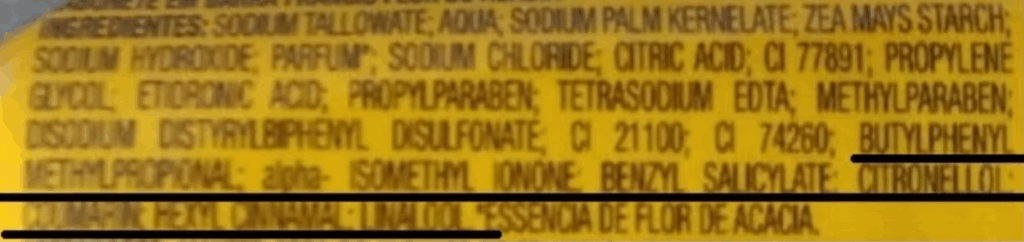 INGREDIENTES: SODIUM TALLOWATE; AQUA; SODIUM PALM KERNELATE; ZEA MAYS STARCH;
SODIUM HYDROXIDE; PARFUM*; SODIUM CHLORIDE; CITRIC ACID; CI 77891; PROPYLENE
GLYCOL; ETIDRONIC ACID; PROPYLPARABEN; TETRASODIUM EDTA; METHYLPARABEN;
DISODIUM DISTYRYLBIPHENYL DISULFONATE; CI 21100; CI 74260; BUTYLPHENYL
METHYLPROPIONAL; alpha- ISOMETHYL IONONE; BENZYL SALICYLATE; CITRONELLOL;
COUMARIN; HEXYL CINNAMAL; LINALOOL. *ESSENCIA DE FLOR DE ACACIA.